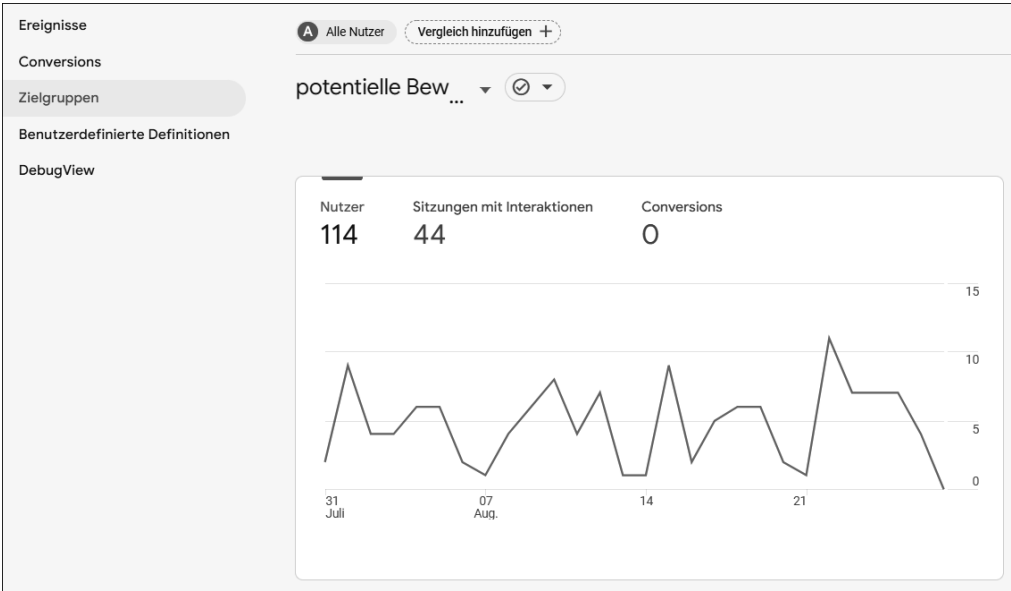 Ereignisse
Conversions
Zielgruppen
Benutzerdefinierte Definitionen
DebugView
A Alle Nutzer Vergleich hinzufügen +
potentielle Bew...
Nutzer Sitzungen mit Interaktionen Conversions
114 44 0
15
10
5
0
31 07 14 21
Juli Aug.